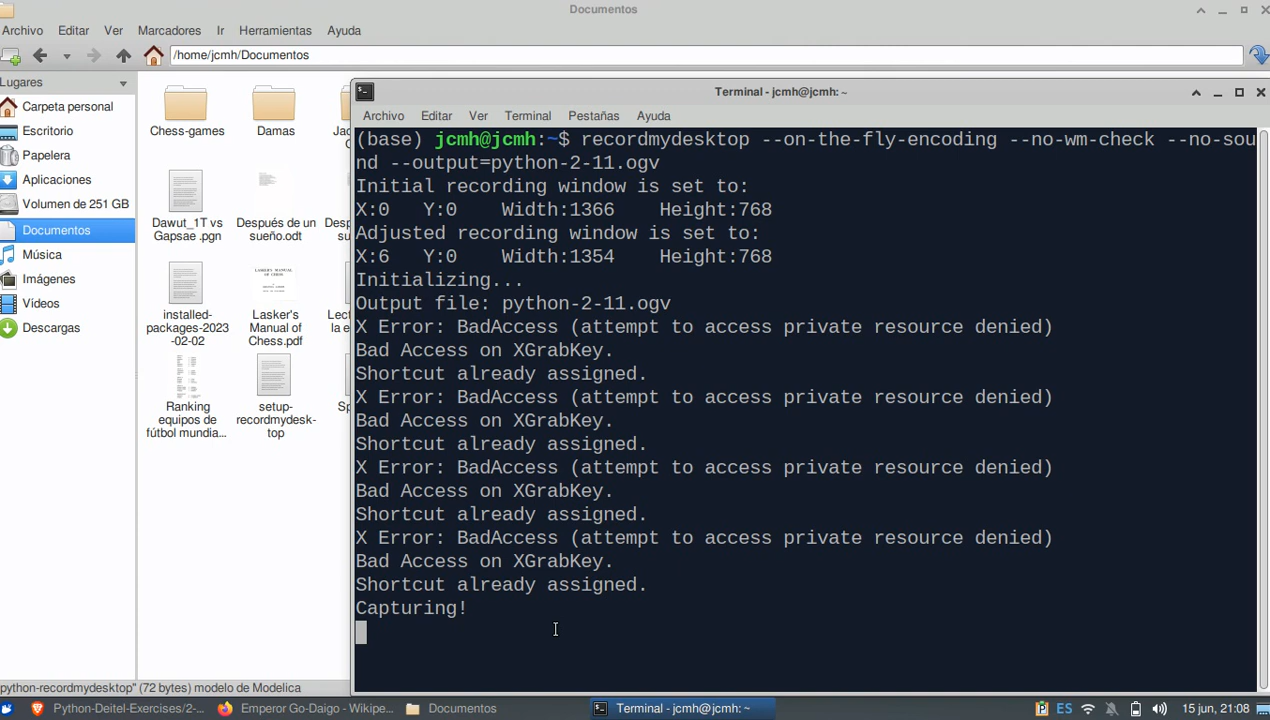 Documentos
Archivo Editar Ver Marcadores Ir Herramientas Ayuda
/home/jcmh/Documentos
Lugares
Carpeta personal
Escritorio
Papelera
Aplicaciones
Volumen de 251 GB
Documentos
Música
Imágenes
Vídeos
Descargas
Chess-games
Damas
Dawut_1T vs
Gapsae .pgn
Después de un
sueño.odt
installed-
packages-2023
-02-02
LASKER'S MANUAL
OF CHESS
Lasker's
Manual of
Chess.pdf
Ranking
equipos de
fútbol mundia...
setup-
recordmydesk-
top
python-recordmydesktop" (72 bytes) modelo de Modelica
Terminal - jcmh@jcmh: ~
Archivo Editar Ver Terminal Pestañas Ayuda
(base) jcmh@jcmh:~$ recordmydesktop --on-the-fly-encoding --no-wm-check --no-sou
nd --output=python-2-11.ogv
Initial recording window is set to:
X:0 Y:0 Width:1366 Height:768
Adjusted recording window is set to:
X:6 Y:0 Width:1354 Height:768
Initializing...
Output file: python-2-11.ogv
X Error: BadAccess (attempt to access private resource denied)
Bad Access on XGrabKey.
Shortcut already assigned.
X Error: BadAccess (attempt to access private resource denied)
Bad Access on XGrabKey.
Shortcut already assigned.
X Error: BadAccess (attempt to access private resource denied)
Bad Access on XGrabKey.
Shortcut already assigned.
X Error: BadAccess (attempt to access private resource denied)
Bad Access on XGrabKey.
Shortcut already assigned.
Capturing!
Python-Deitel-Exercises/2-... Emperor Go-Daigo - Wikipe... Documentos Terminal - jcmh@jcmh: ~ ES 15 jun, 21:08